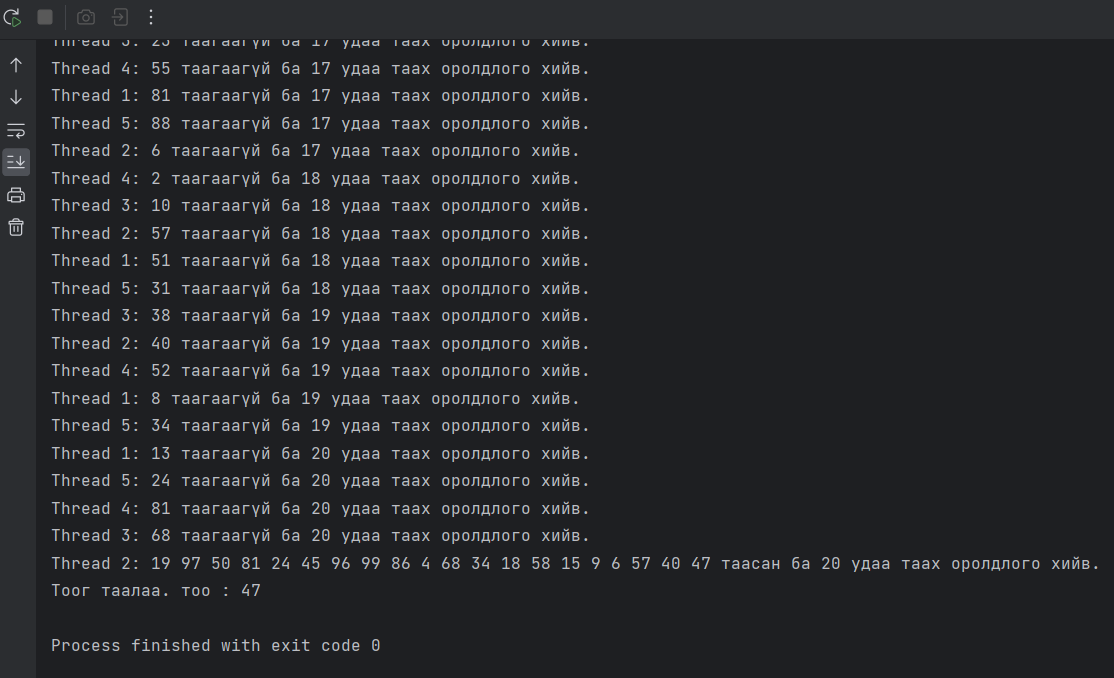 Thread 3: 25 таагаагүй ба 17 удаа таах оролдлого хийв.
Thread 4: 55 таагаагүй ба 17 удаа таах оролдлого хийв.
Thread 1: 81 таагаагүй ба 17 удаа таах оролдлого хийв.
Thread 5: 88 таагаагүй ба 17 удаа таах оролдлого хийв.
Thread 2: 6 таагаагүй ба 17 удаа таах оролдлого хийв.
Thread 4: 2 таагаагүй ба 18 удаа таах оролдлого хийв.
Thread 3: 10 таагаагүй ба 18 удаа таах оролдлого хийв.
Thread 2: 57 таагаагүй ба 18 удаа таах оролдлого хийв.
Thread 1: 51 таагаагүй ба 18 удаа таах оролдлого хийв.
Thread 5: 31 таагаагүй ба 18 удаа таах оролдлого хийв.
Thread 3: 38 таагаагүй ба 19 удаа таах оролдлого хийв.
Thread 2: 40 таагаагүй ба 19 удаа таах оролдлого хийв.
Thread 4: 52 таагаагүй ба 19 удаа таах оролдлого хийв.
Thread 1: 8 таагаагүй ба 19 удаа таах оролдлого хийв.
Thread 5: 34 таагаагүй ба 19 удаа таах оролдлого хийв.
Thread 1: 13 таагаагүй ба 20 удаа таах оролдлого хийв.
Thread 5: 24 таагаагүй ба 20 удаа таах оролдлого хийв.
Thread 4: 81 таагаагүй ба 20 удаа таах оролдлого хийв.
Thread 3: 68 таагаагүй ба 20 удаа таах оролдлого хийв.
Thread 2: 19 97 50 81 24 45 96 99 86 4 68 34 18 58 15 9 6 57 40 47 таасан ба 20 удаа таах оролдлого хийв.
Тоог таалаа. тоо : 47
Process finished with exit code 0